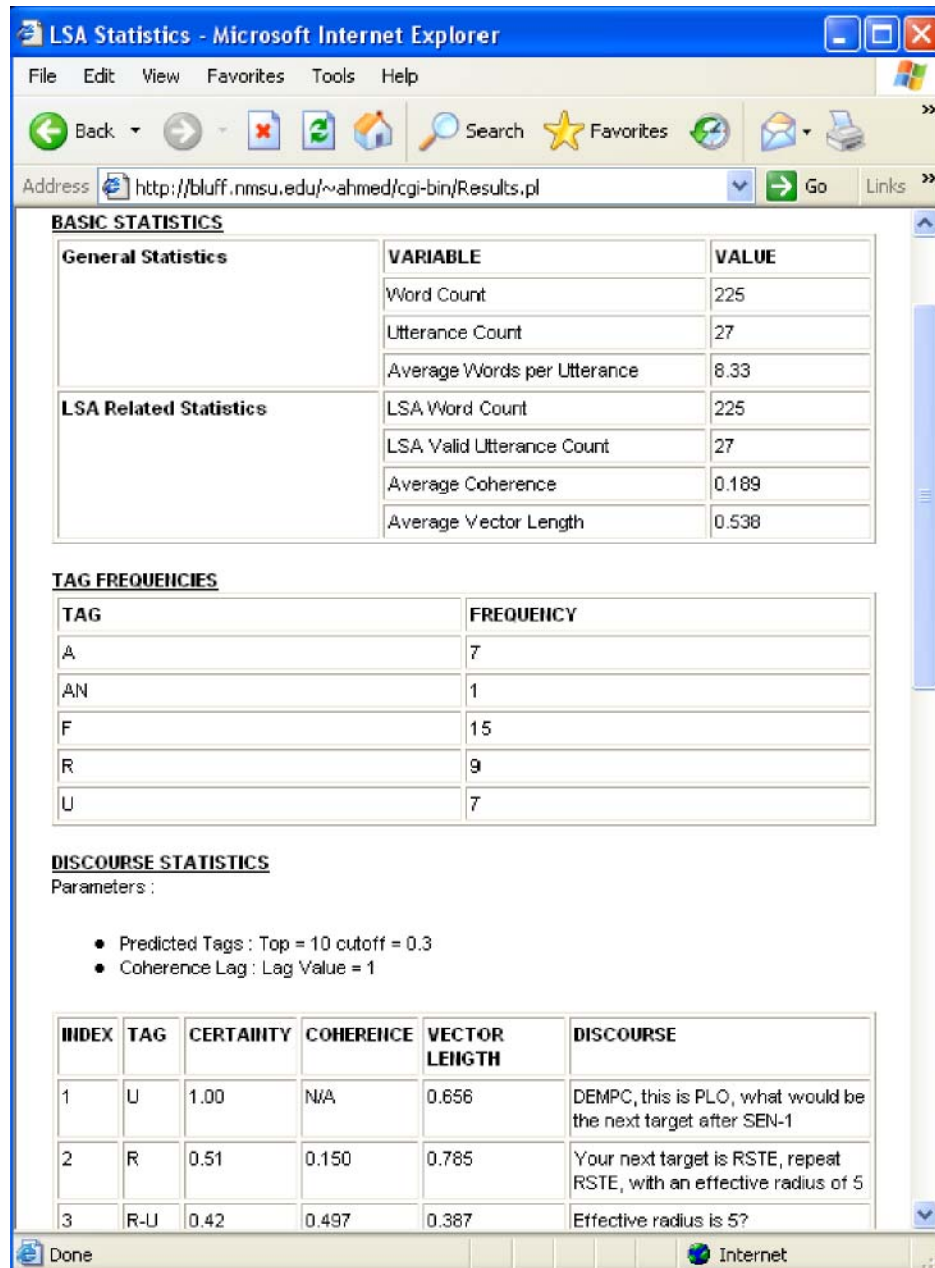 LSA Statistics - Microsoft Internet Explorer
File Edit View Favorites Tools Help
Back Search Favorites »
Address http://bluff.nmsu.edu/~ahmed/cgi-bin/Results.pl Go Links »
BASIC STATISTICS
General Statistics VARIABLE VALUE
Word Count 225
Utterance Count 27
Average Words per Utterance 8.33
LSA Related Statistics LSA Word Count 225
LSA Valid Utterance Count 27
Average Coherence 0.189
Average Vector Length 0.538
TAG FREQUENCIES
TAG FREQUENCY
A 7
AN 1
F 15
R 9
U 7
DISCOURSE STATISTICS
Parameters :
● Predicted Tags : Top = 10 cutoff = 0.3
● Coherence Lag : Lag Value = 1
INDEX TAG CERTAINTY COHERENCE VECTOR DISCOURSE
LENGTH
1 U 1.00 N/A 0.656 DEMPC, this is PLO, what would be
the next target after SEN-1
2 R 0.51 0.150 0.785 Your next target is RSTE, repeat
RSTE, with an effective radius of 5
3 R-U 0.42 0.497 0.387 Effective radius is 5?
Done Internet